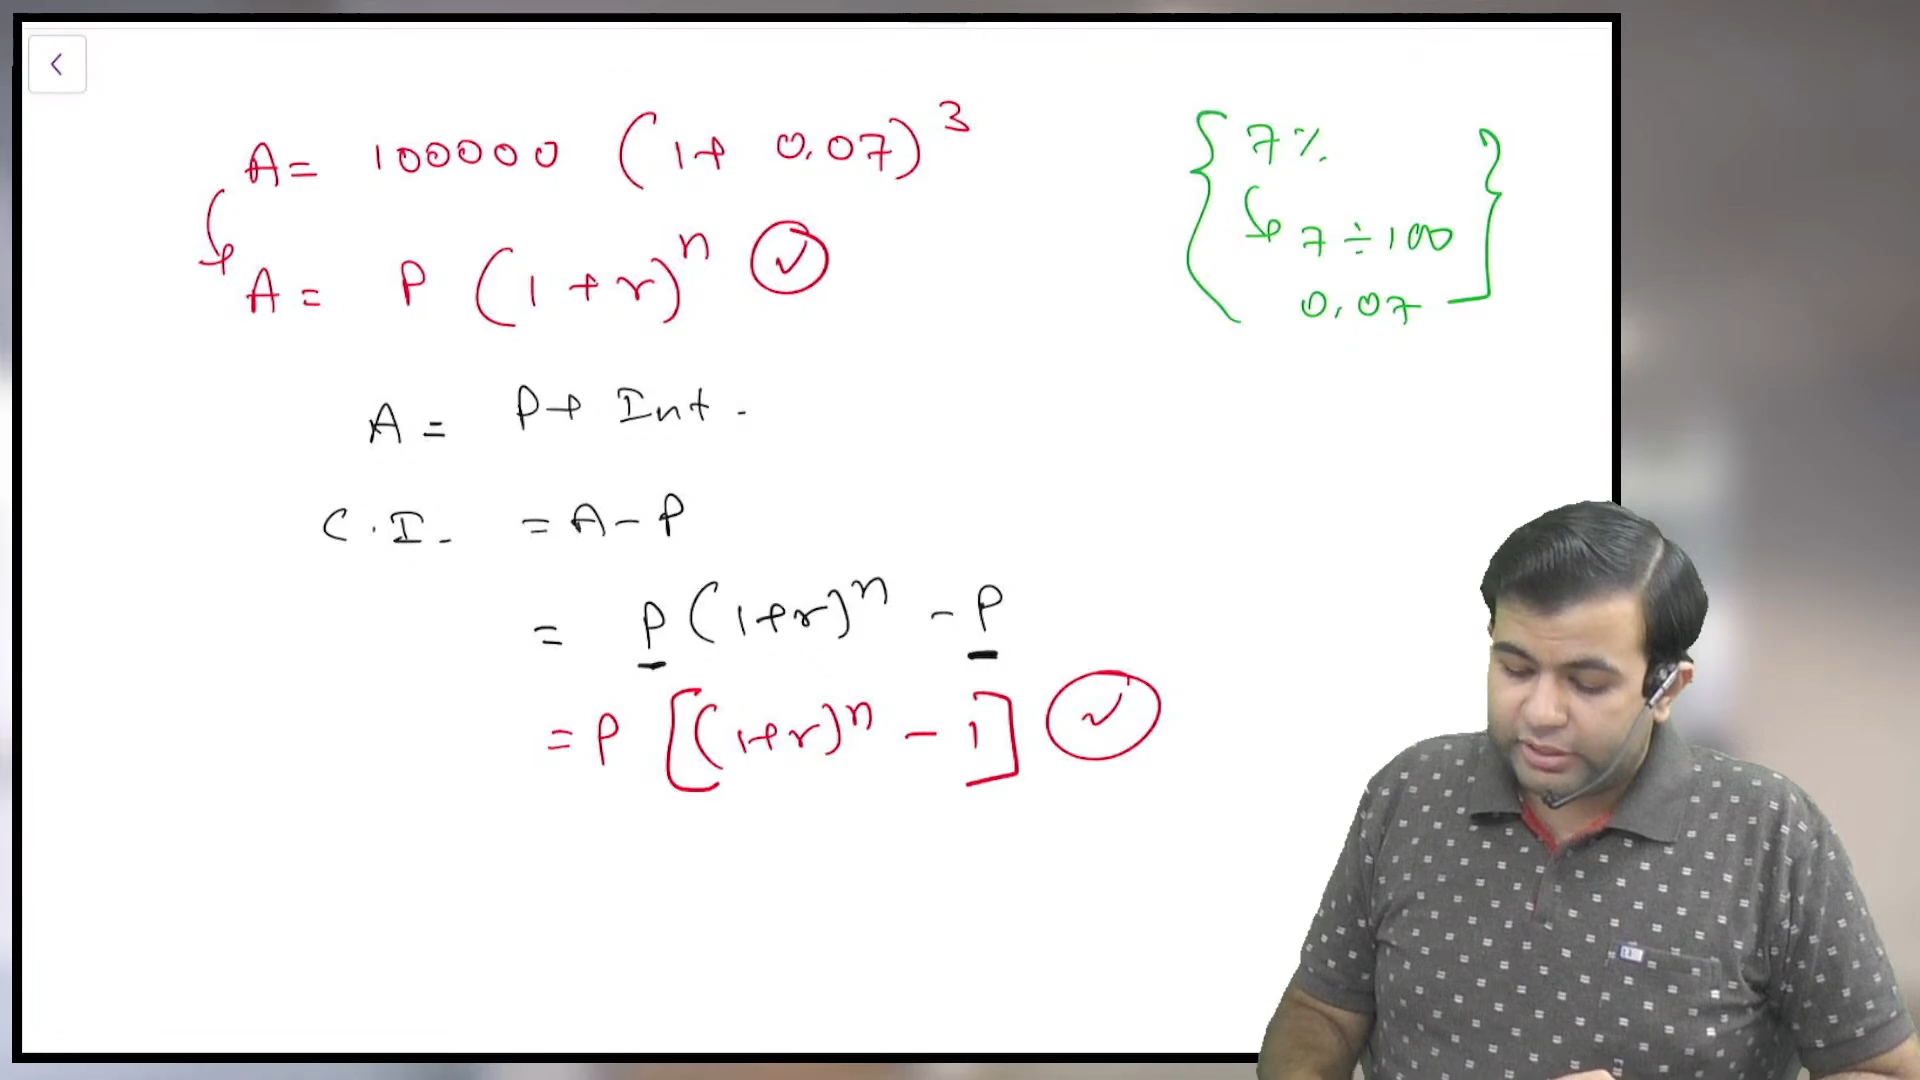 A = 100000 (1+ 0.07)^3
A = P (1+r)^n
A = P+ Int.
C.I. = A-P
= P(1+r)^n - P
= P [(1+r)^n - 1]
7%
7÷100
0.07